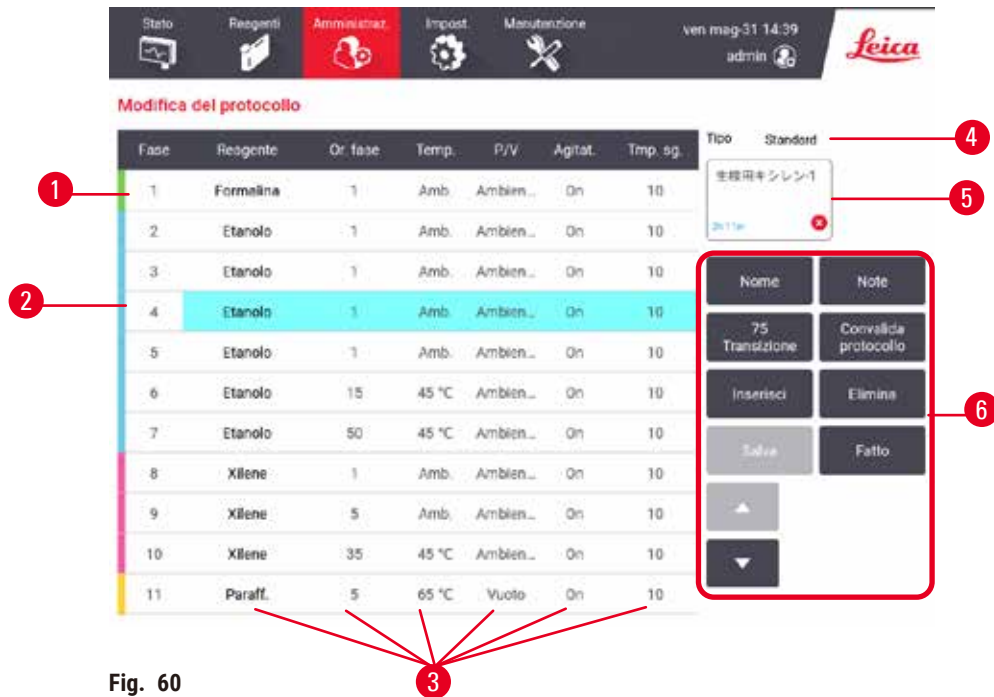 Stato Reagenti Amministraz. Impost. Manutenzione
ven mag-31 14:39
admin
Leica
Modifica del protocollo
Fase Reagente Or. fase Temp. P/V Agitat. Tmp. sg.
1 Formalina 1 Amb. Ambien... On 10
2 Etanolo 1 Amb. Ambien... On 10
3 Etanolo 1 Amb. Ambien... On 10
4 Etanolo 1 Amb. Ambien... On 10
5 Etanolo 1 Amb. Ambien... On 10
6 Etanolo 15 45 °C Ambien... On 10
7 Etanolo 50 45 °C Ambien... On 10
8 Xilene 1 Amb. Ambien... On 10
9 Xilene 5 Amb. Ambien... On 10
10 Xilene 35 45 °C Ambien... On 10
11 Paraff. 5 65 °C Vuoto On 10
Tipo Standard
生検用キシレン-1
Nome Note
75 Transizione
Convalida protocollo
Inserisci Elimina
Salva Fatto
1
2
3
4
5
6
Fig. 60